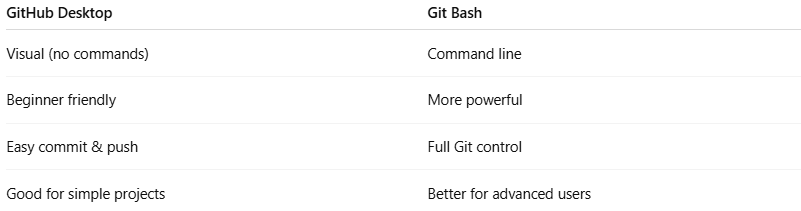 GitHub Desktop Git Bash
Visual (no commands) Command line
Beginner friendly More powerful
Easy commit & push Full Git control
Good for simple projects Better for advanced users